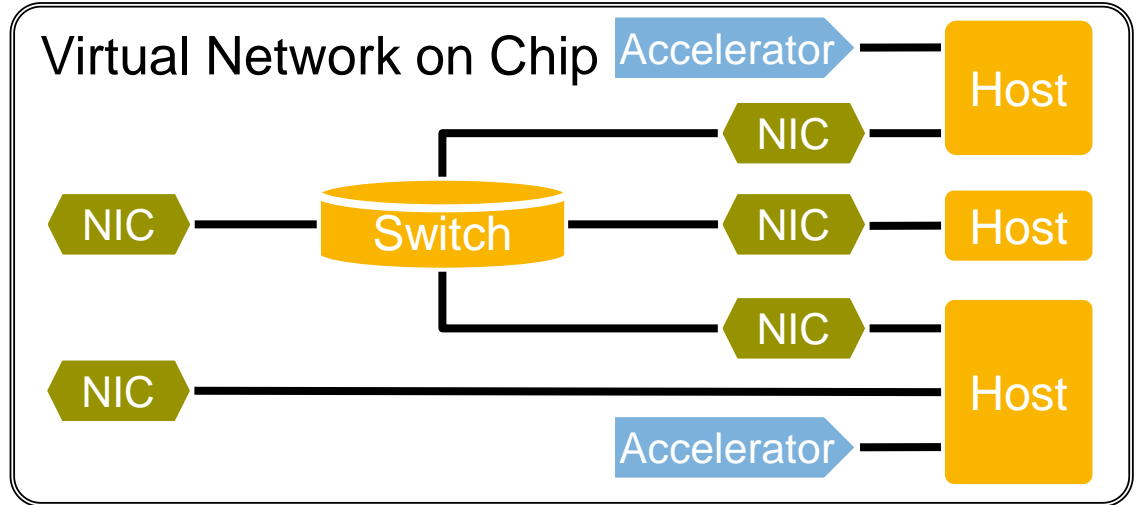 Virtual Network on Chip
Accelerator
Host
NIC
NIC
Switch
NIC
Host
NIC
NIC
Host
Accelerator